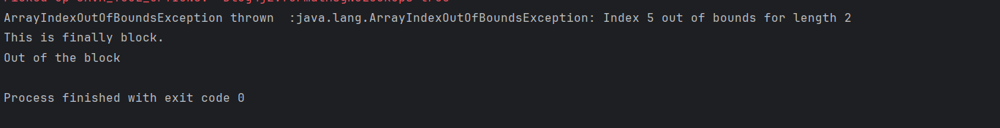 ArrayIndexOutOfBoundsException thrown  :java.lang.ArrayIndexOutOfBoundsException: Index 5 out of bounds for length 2
This is finally block.
Out of the block
Process finished with exit code 0